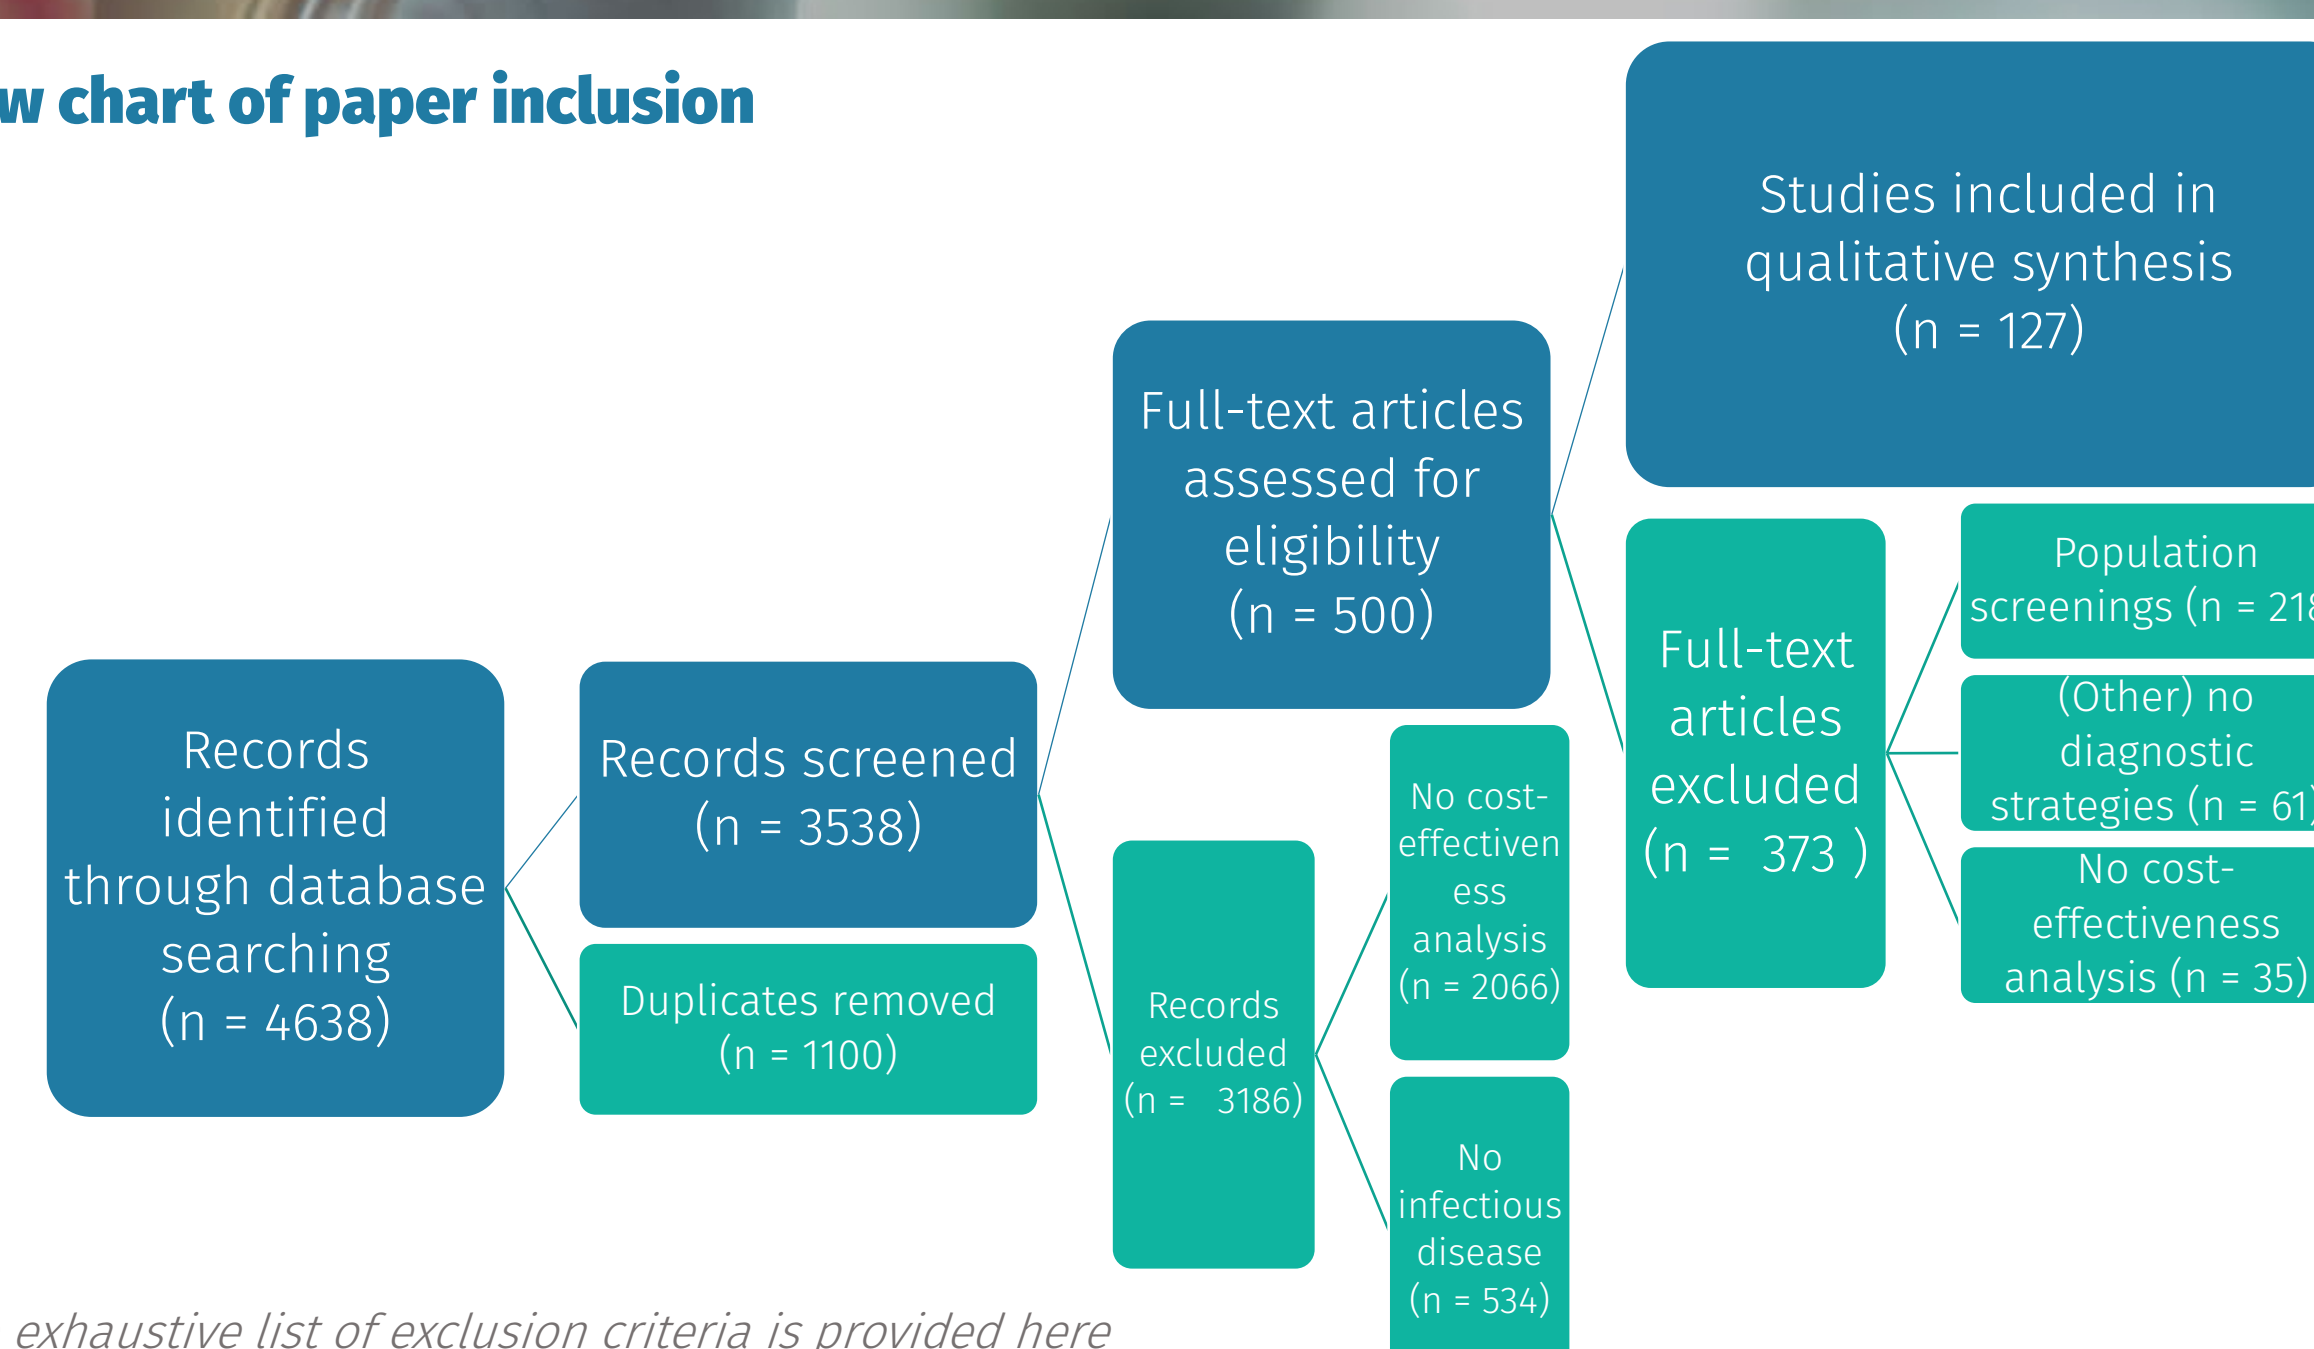 chart of paper inclusion
Records
identified
through database
searching
(n = 4638)
Records screened
(n = 3538)
Duplicates removed
(n = 1100)
Full-text articles
assessed for
eligibility
(n = 500)
Records
excluded
(n = 3186)
No cost-
effectiven
ess
analysis
(n = 2066)
No
infectious
disease
(n = 534)
Studies included in
qualitative synthesis
(n = 127)
Full-text
articles
excluded
(n = 373 )
Population
screenings (n =
(Other) no
diagnostic
strategies (n = 61)
No cost-
effectiveness
analysis (n = 35)
exhaustive list of exclusion criteria is provided here